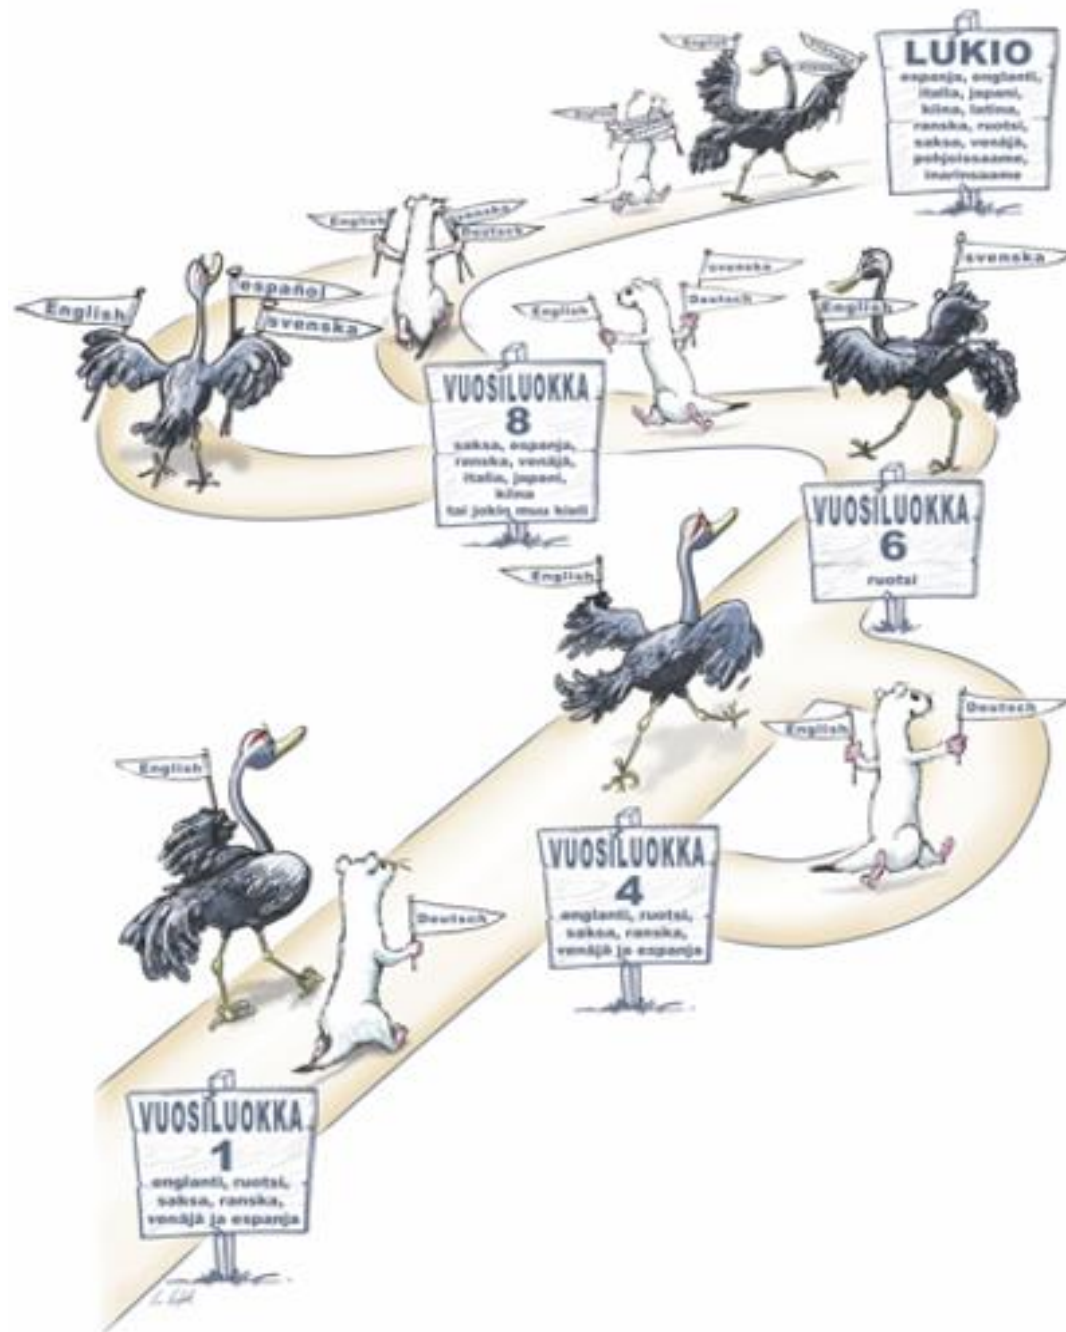 English
LUKIO
espanja, englanti,
italia, japani,
kiina, latina,
ranska, ruotsi,
saksa, venäjä,
pohjoissaame,
inarinsaame
English
svenska
Deutsch
English
español
svenska
English
svenska
Deutsch
English
svenska
VUOSILUOKKA
8
saksa, espanja,
ranska, venäjä,
italia, japani,
kiina
tai jokin muu kieli
VUOSILUOKKA
6
ruotsi
English
English
Deutsch
English
Deutsch
VUOSILUOKKA
4
englanti, ruotsi,
saksa, ranska,
venäjä ja espanja
VUOSILUOKKA
1
englanti, ruotsi,
saksa, ranska,
venäjä ja espanja